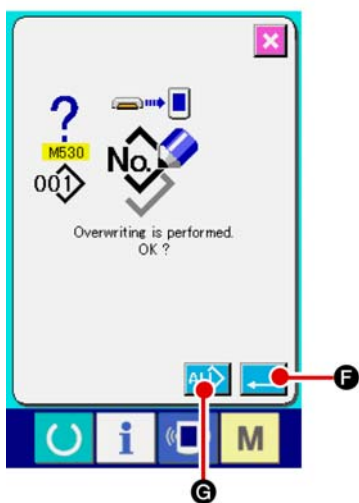 M530
No.
001
Overwriting is performed.
OK ?
ALL
F
i
M
G